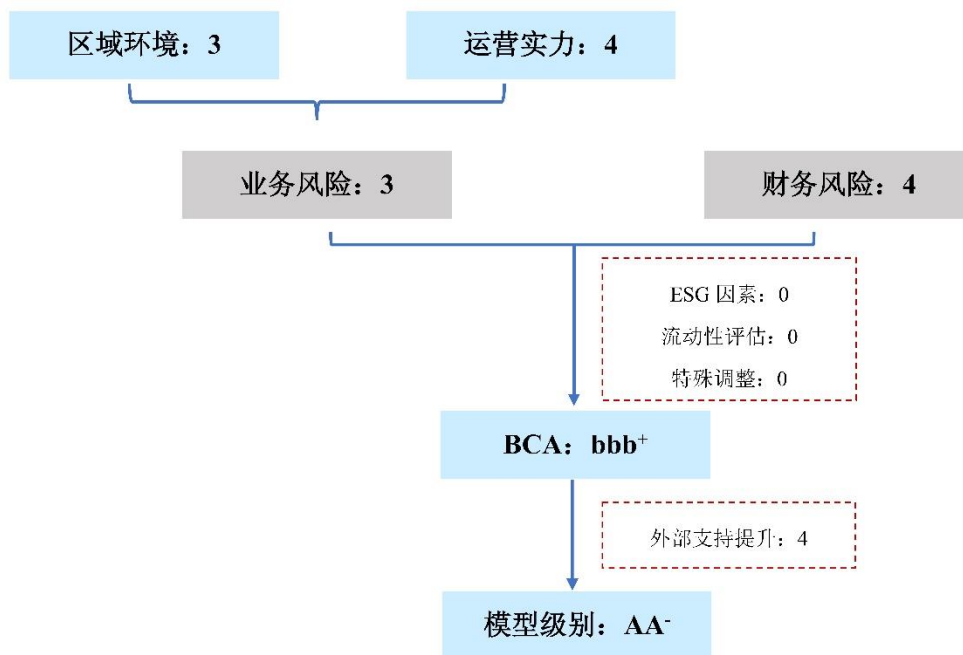 区域环境：3
运营实力：4
业务风险：3
财务风险：4
ESG 因素：0
流动性评估：0
特殊调整：0
BCA：bbb⁺
外部支持提升：4
模型级别：AA⁻